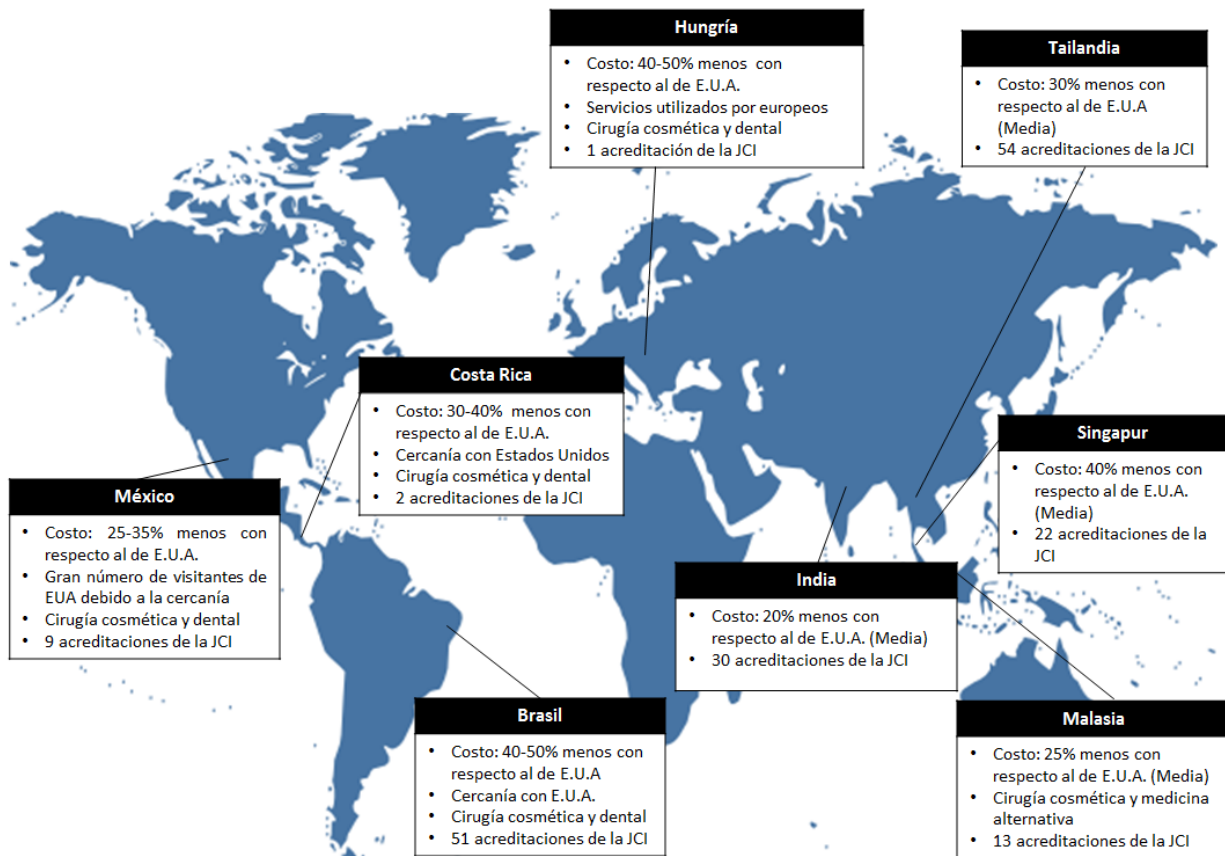 Hungría
• Costo: 40-50% menos con
respecto al de E.U.A.
• Servicios utilizados por europeos
• Cirugía cosmética y dental
• 1 acreditación de la JCI
Tailandia
• Costo: 30% menos con
respecto al de E.U.A
(Media)
• 54 acreditaciones de la JCI
Costa Rica
• Costo: 30-40% menos con
respecto al de E.U.A.
• Cercanía con Estados Unidos
• Cirugía cosmética y dental
• 2 acreditaciones de la JCI
Singapur
• Costo: 40% menos con
respecto al de E.U.A.
(Media)
• 22 acreditaciones de la
JCI
México
• Costo: 25-35% menos con
respecto al de E.U.A.
• Gran número de visitantes de
EUA debido a la cercanía
• Cirugía cosmética y dental
• 9 acreditaciones de la JCI
India
• Costo: 20% menos con
respecto al de E.U.A. (Media)
• 30 acreditaciones de la JCI
Brasil
• Costo: 40-50% menos con
respecto al de E.U.A
• Cercanía con E.U.A.
• Cirugía cosmética y dental
• 51 acreditaciones de la JCI
Malasia
• Costo: 25% menos con
respecto al de E.U.A. (Media)
• Cirugía cosmética y medicina
alternativa
• 13 acreditaciones de la JCI